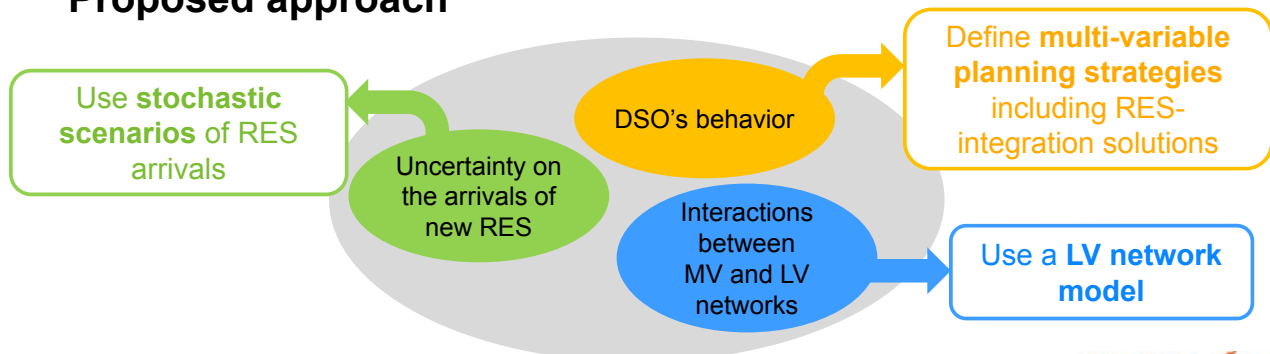 Proposed approach
Use stochastic
scenarios of RES
arrivals
Uncertainty on
the arrivals of
new RES
DSO's behavior
Define multi-variable
planning strategies
including RES-
integration solutions
Interactions
between
MV and LV
networks
Use a LV network
model